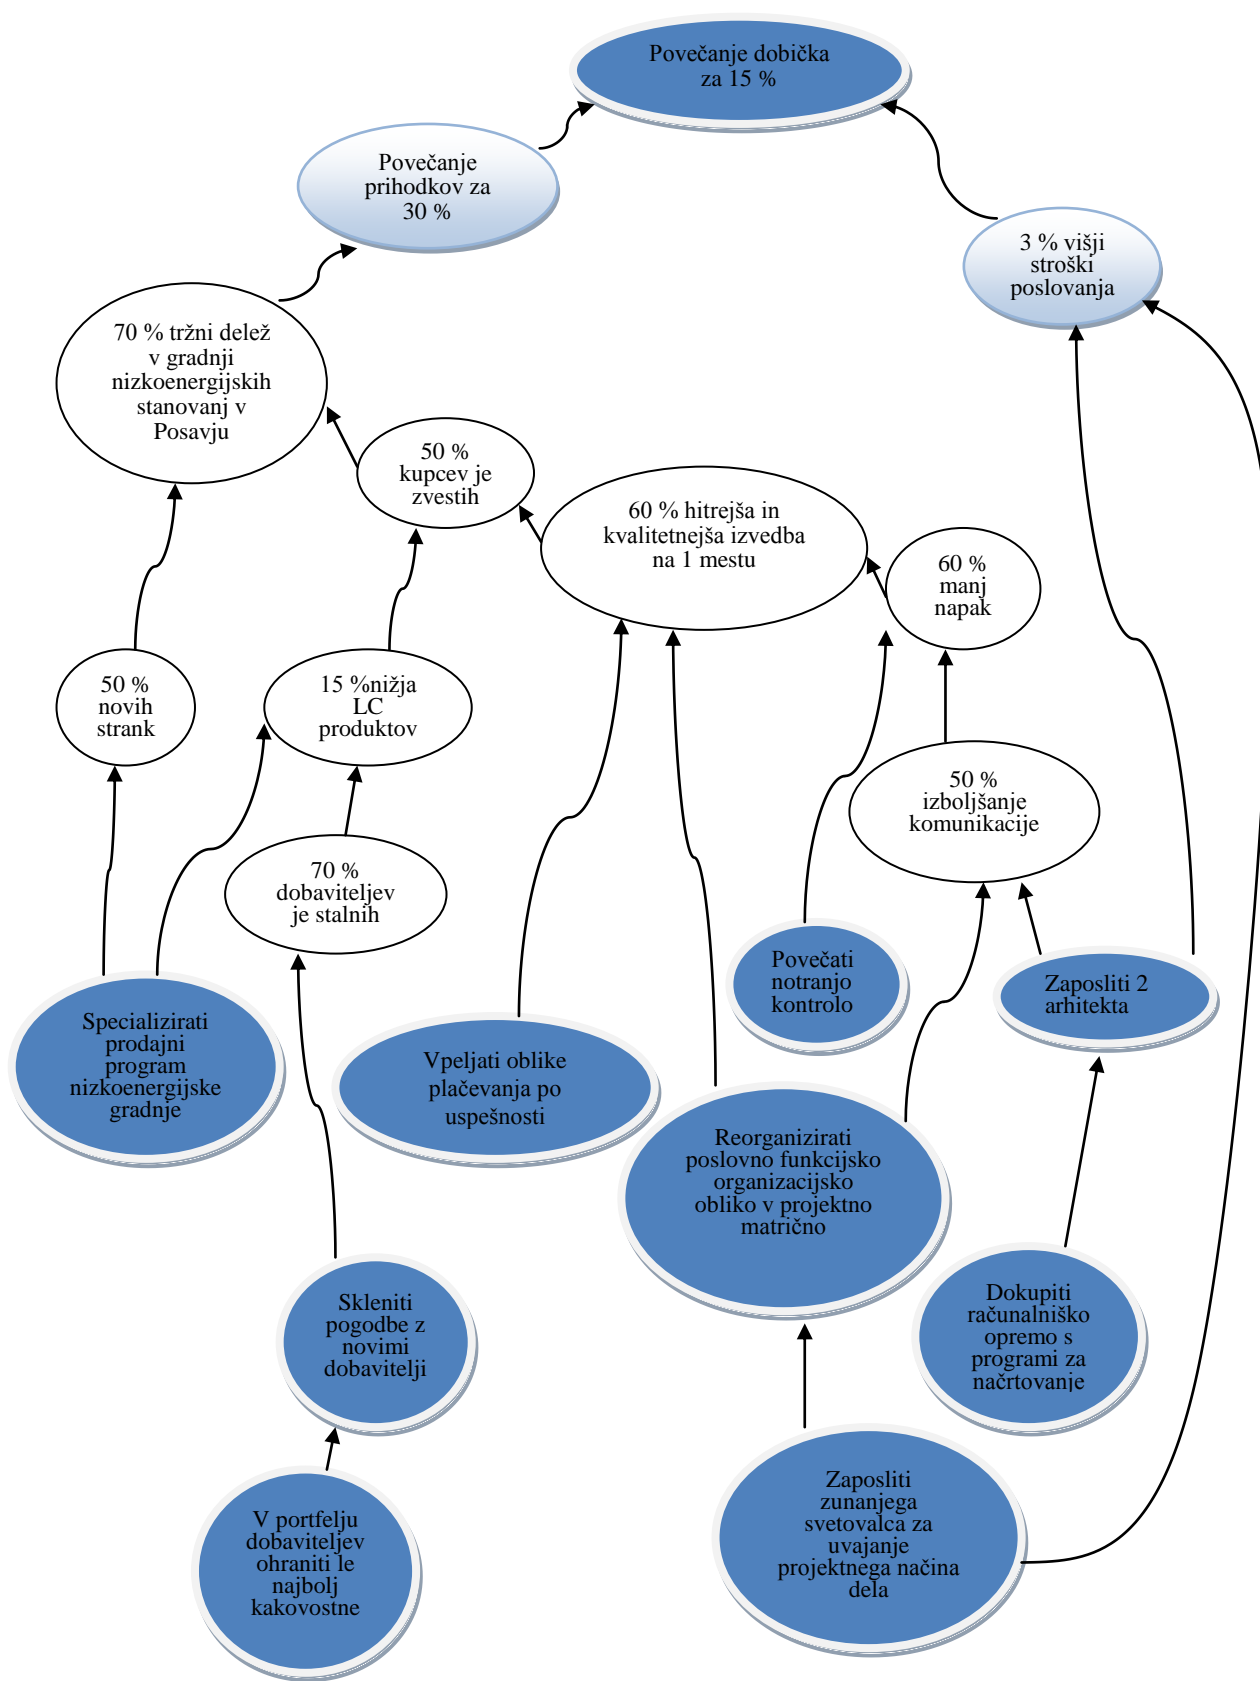 Povečanje dobička
za 15 %
Povečanje
prihodkov za
30 %
3 % višji
stroški
poslovanja
70 % tržni delež
v gradnji
nizkoenergijskih
stanovanj v
Posavju
50 %
kupcev je
zvestih
60 % hitrejša in
kvalitetnejša izvedba
na 1 mestu
60 %
manj
napak
50 %
novih
strank
15 %nižja
LC
produktov
50 %
izboljšanje
komunikacije
70 %
dobaviteljev
je stalnih
Povečati
notranjo
kontrolo
Zaposliti 2
arhitekta
Specializirati
prodajni
program
nizkoenergijske
gradnje
Vpeljati oblike
plačevanja po
uspešnosti
Reorganizirati
poslovno funkcijsko
organizacijsko
obliko v projektno
matrično
Skleniti
pogodbe z
novimi
dobavitelji
Dokupiti
računalniško
opremo s
programi za
načrtovanje
V portfelju
dobaviteljev
ohraniti le
najbolj
kakovostne
Zaposliti
zunanjega
svetovalca za
uvajanje
projektnega načina
dela